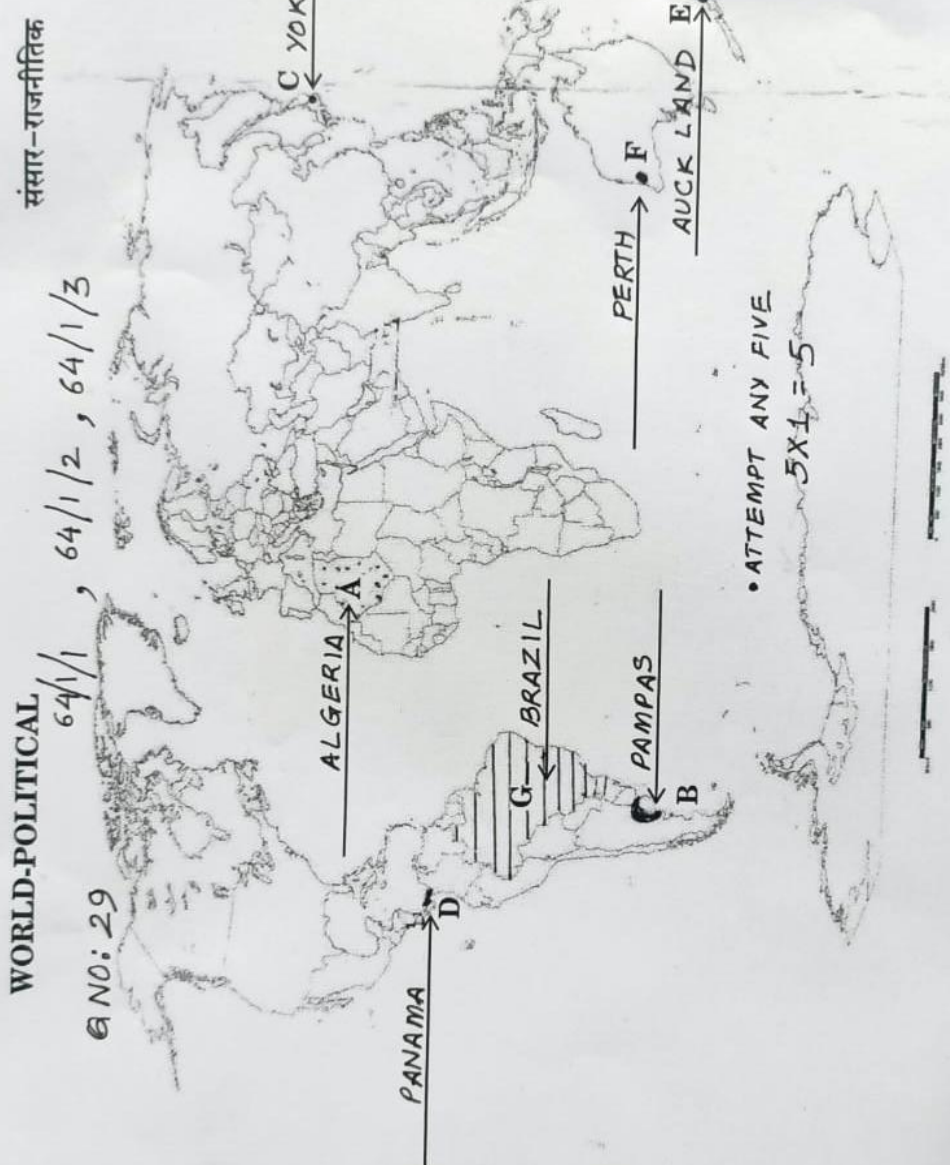 WORLD-POLITICAL
संसार-राजनीतिक
Q NO: 29
64/1/1 , 64/1/2 , 64/1/3
C
YOK
ALGERIA
A
PANAMA
D
G
BRAZIL
PAMPAS
B
PERTH
F
AUCK LAND
E
• ATTEMPT ANY FIVE
5X1 = 5